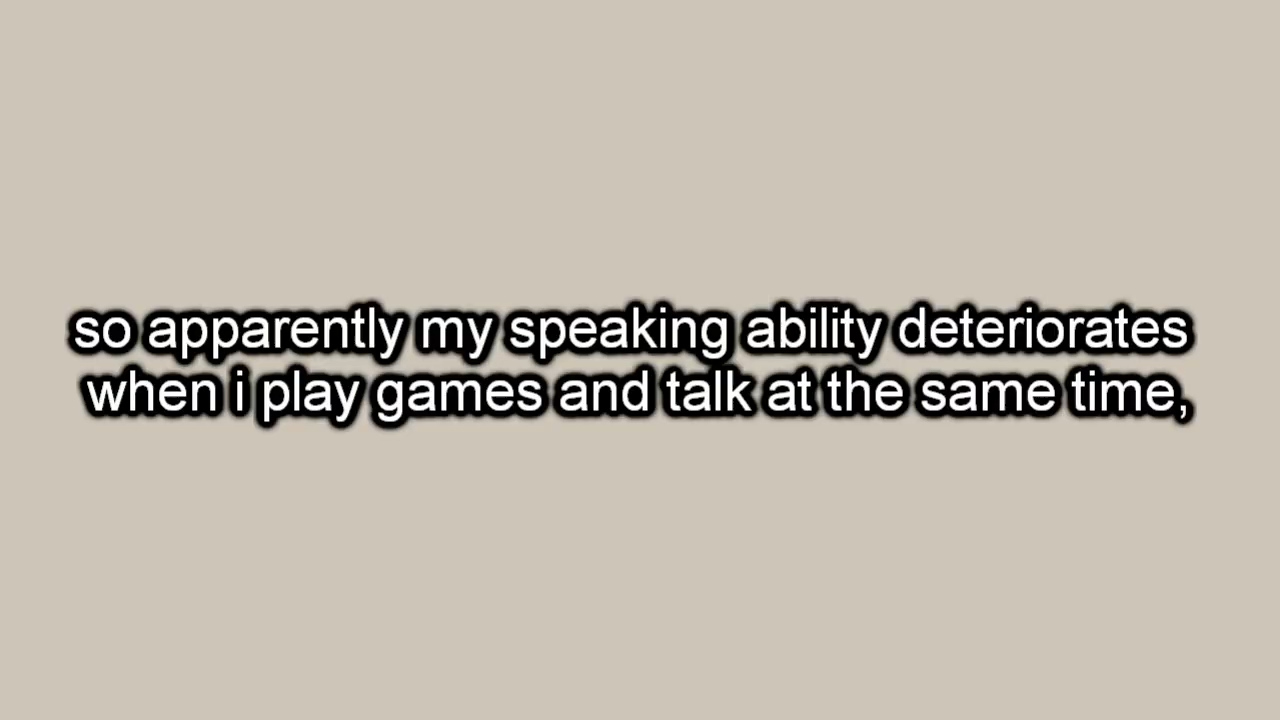 so apparently my speaking ability deteriorates
when i play games and talk at the same time,